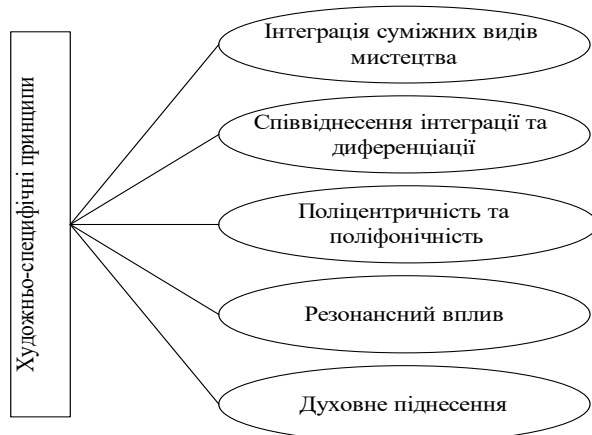 Художньо-специфічні принципи
Інтеграція суміжних видів
мистецтва
Співвіднесення інтеграції та
диференціації
Поліцентричність та
поліфонічність
Резонансний вплив
Духовне піднесення